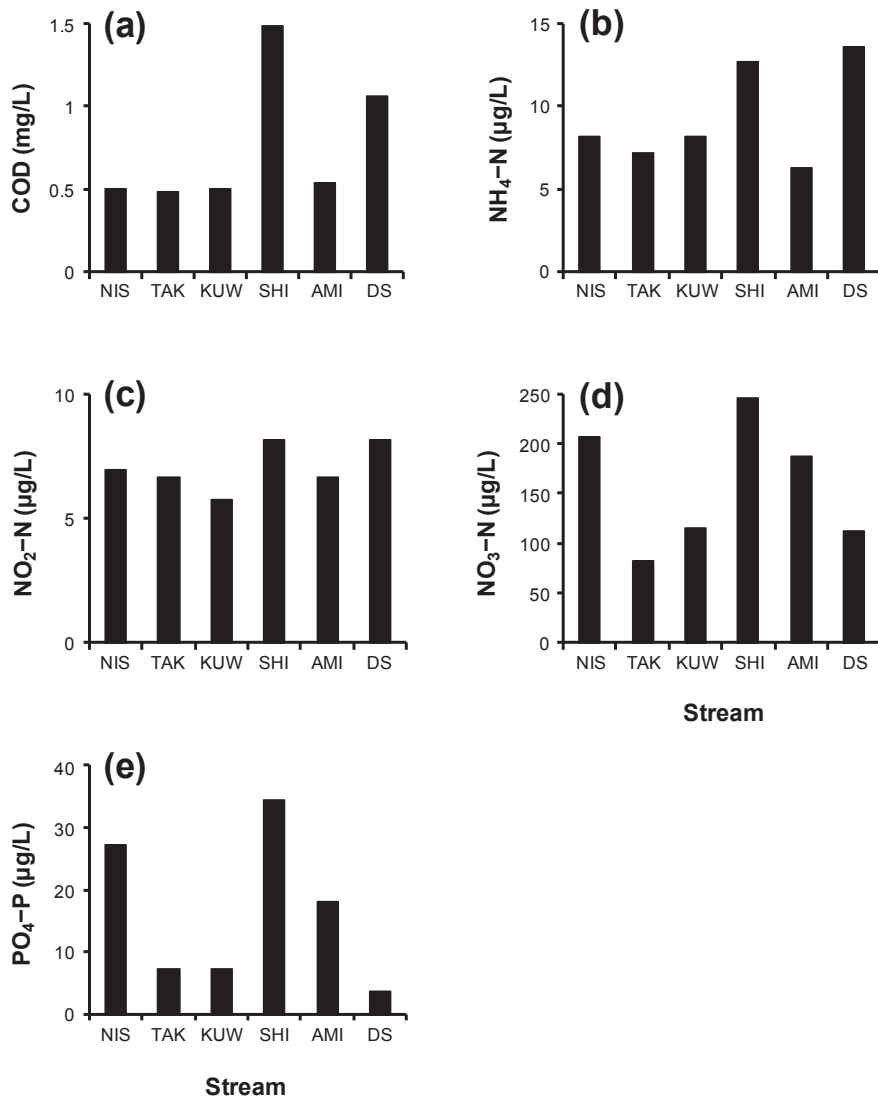 (a)
COD (mg/L)
1.5
1
0.5
0
NIS TAK KUW SHI AMI DS
(b)
NH₄−N (µg/L)
15
10
5
0
NIS TAK KUW SHI AMI DS
(c)
NO₂−N (µg/L)
10
5
0
NIS TAK KUW SHI AMI DS
(d)
NO₃−N (µg/L)
250
200
150
100
50
0
NIS TAK KUW SHI AMI DS
Stream
(e)
PO₄−P (µg/L)
40
30
20
10
0
NIS TAK KUW SHI AMI DS
Stream